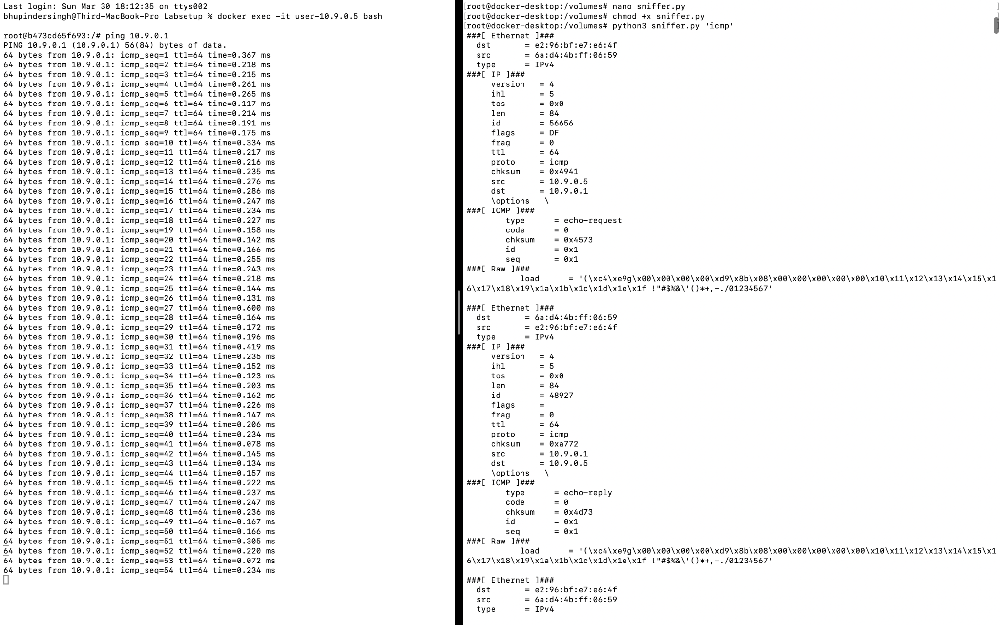 Last login: Sun Mar 30 18:12:35 on ttys002
bhupindersingh@Third-MacBook-Pro Labsetup % docker exec -it user-10.9.0.5 bash
root@b473cd65f693:/# ping 10.9.0.1
PING 10.9.0.1 (10.9.0.1) 56(84) bytes of data.
64 bytes from 10.9.0.1: icmp_seq=1 ttl=64 time=0.367 ms
64 bytes from 10.9.0.1: icmp_seq=2 ttl=64 time=0.218 ms
64 bytes from 10.9.0.1: icmp_seq=3 ttl=64 time=0.215 ms
64 bytes from 10.9.0.1: icmp_seq=4 ttl=64 time=0.261 ms
64 bytes from 10.9.0.1: icmp_seq=5 ttl=64 time=0.265 ms
64 bytes from 10.9.0.1: icmp_seq=6 ttl=64 time=0.117 ms
64 bytes from 10.9.0.1: icmp_seq=7 ttl=64 time=0.214 ms
64 bytes from 10.9.0.1: icmp_seq=8 ttl=64 time=0.191 ms
64 bytes from 10.9.0.1: icmp_seq=9 ttl=64 time=0.175 ms
64 bytes from 10.9.0.1: icmp_seq=10 ttl=64 time=0.334 ms
64 bytes from 10.9.0.1: icmp_seq=11 ttl=64 time=0.217 ms
64 bytes from 10.9.0.1: icmp_seq=12 ttl=64 time=0.216 ms
64 bytes from 10.9.0.1: icmp_seq=13 ttl=64 time=0.235 ms
64 bytes from 10.9.0.1: icmp_seq=14 ttl=64 time=0.276 ms
64 bytes from 10.9.0.1: icmp_seq=15 ttl=64 time=0.286 ms
64 bytes from 10.9.0.1: icmp_seq=16 ttl=64 time=0.247 ms
64 bytes from 10.9.0.1: icmp_seq=17 ttl=64 time=0.234 ms
64 bytes from 10.9.0.1: icmp_seq=18 ttl=64 time=0.227 ms
64 bytes from 10.9.0.1: icmp_seq=19 ttl=64 time=0.158 ms
64 bytes from 10.9.0.1: icmp_seq=20 ttl=64 time=0.142 ms
64 bytes from 10.9.0.1: icmp_seq=21 ttl=64 time=0.166 ms
64 bytes from 10.9.0.1: icmp_seq=22 ttl=64 time=0.255 ms
64 bytes from 10.9.0.1: icmp_seq=23 ttl=64 time=0.243 ms
64 bytes from 10.9.0.1: icmp_seq=24 ttl=64 time=0.218 ms
64 bytes from 10.9.0.1: icmp_seq=25 ttl=64 time=0.144 ms
64 bytes from 10.9.0.1: icmp_seq=26 ttl=64 time=0.131 ms
64 bytes from 10.9.0.1: icmp_seq=27 ttl=64 time=0.600 ms
64 bytes from 10.9.0.1: icmp_seq=28 ttl=64 time=0.164 ms
64 bytes from 10.9.0.1: icmp_seq=29 ttl=64 time=0.172 ms
64 bytes from 10.9.0.1: icmp_seq=30 ttl=64 time=0.196 ms
64 bytes from 10.9.0.1: icmp_seq=31 ttl=64 time=0.419 ms
64 bytes from 10.9.0.1: icmp_seq=32 ttl=64 time=0.235 ms
64 bytes from 10.9.0.1: icmp_seq=33 ttl=64 time=0.152 ms
64 bytes from 10.9.0.1: icmp_seq=34 ttl=64 time=0.123 ms
64 bytes from 10.9.0.1: icmp_seq=35 ttl=64 time=0.203 ms
64 bytes from 10.9.0.1: icmp_seq=36 ttl=64 time=0.162 ms
64 bytes from 10.9.0.1: icmp_seq=37 ttl=64 time=0.226 ms
64 bytes from 10.9.0.1: icmp_seq=38 ttl=64 time=0.147 ms
64 bytes from 10.9.0.1: icmp_seq=39 ttl=64 time=0.206 ms
64 bytes from 10.9.0.1: icmp_seq=40 ttl=64 time=0.234 ms
64 bytes from 10.9.0.1: icmp_seq=41 ttl=64 time=0.078 ms
64 bytes from 10.9.0.1: icmp_seq=42 ttl=64 time=0.145 ms
64 bytes from 10.9.0.1: icmp_seq=43 ttl=64 time=0.134 ms
64 bytes from 10.9.0.1: icmp_seq=44 ttl=64 time=0.157 ms
64 bytes from 10.9.0.1: icmp_seq=45 ttl=64 time=0.222 ms
64 bytes from 10.9.0.1: icmp_seq=46 ttl=64 time=0.237 ms
64 bytes from 10.9.0.1: icmp_seq=47 ttl=64 time=0.247 ms
64 bytes from 10.9.0.1: icmp_seq=48 ttl=64 time=0.236 ms
64 bytes from 10.9.0.1: icmp_seq=49 ttl=64 time=0.167 ms
64 bytes from 10.9.0.1: icmp_seq=50 ttl=64 time=0.166 ms
64 bytes from 10.9.0.1: icmp_seq=51 ttl=64 time=0.305 ms
64 bytes from 10.9.0.1: icmp_seq=52 ttl=64 time=0.220 ms
64 bytes from 10.9.0.1: icmp_seq=53 ttl=64 time=0.072 ms
64 bytes from 10.9.0.1: icmp_seq=54 ttl=64 time=0.234 ms
[root@docker-desktop:/volumes# nano sniffer.py ]
[root@docker-desktop:/volumes# chmod +x sniffer.py ]
[root@docker-desktop:/volumes# python3 sniffer.py 'icmp' ]
###[ Ethernet ]###
dst = e2:96:bf:e7:e6:4f
src = 6a:d4:4b:ff:06:59
type = IPv4
###[ IP ]###
version = 4
ihl = 5
tos = 0x0
len = 84
id = 56656
flags = DF
frag = 0
ttl = 64
proto = icmp
chksum = 0x4941
src = 10.9.0.5
dst = 10.9.0.1
\options \
###[ ICMP ]###
type = echo-request
code = 0
chksum = 0x4573
id = 0x1
seq = 0x1
###[ Raw ]###
load = '(\xc4\xe9g\x00\x00\x00\x00\xd9\x8b\x08\x00\x00\x00\x00\x00\x10\x11\x12\x13\x14\x15\x1
6\x17\x18\x19\x1a\x1b\x1c\x1d\x1e\x1f !"#$%&\'()*+,-./01234567'
###[ Ethernet ]###
dst = 6a:d4:4b:ff:06:59
src = e2:96:bf:e7:e6:4f
type = IPv4
###[ IP ]###
version = 4
ihl = 5
tos = 0x0
len = 84
id = 48927
flags =
frag = 0
ttl = 64
proto = icmp
chksum = 0xa772
src = 10.9.0.1
dst = 10.9.0.5
\options \
###[ ICMP ]###
type = echo-reply
code = 0
chksum = 0x4d73
id = 0x1
seq = 0x1
###[ Raw ]###
load = '(\xc4\xe9g\x00\x00\x00\x00\xd9\x8b\x08\x00\x00\x00\x00\x00\x10\x11\x12\x13\x14\x15\x1
6\x17\x18\x19\x1a\x1b\x1c\x1d\x1e\x1f !"#$%&\'()*+,-./01234567'
###[ Ethernet ]###
dst = e2:96:bf:e7:e6:4f
src = 6a:d4:4b:ff:06:59
type = IPv4